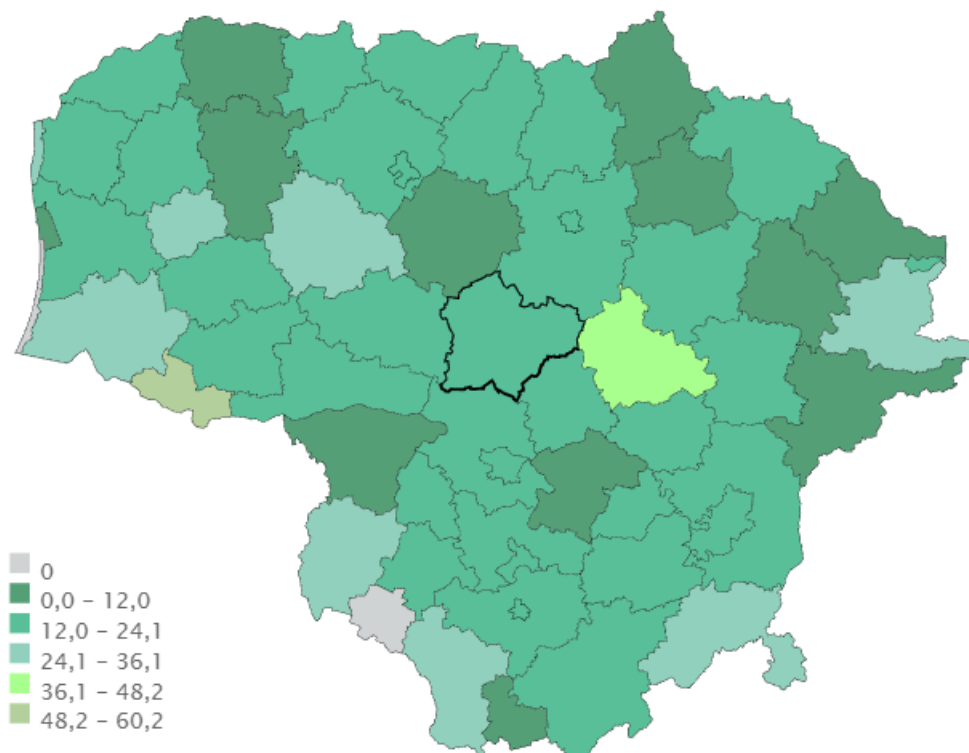 0
0,0 – 12,0
12,0 – 24,1
24,1 – 36,1
36,1 – 48,2
48,2 – 60,2